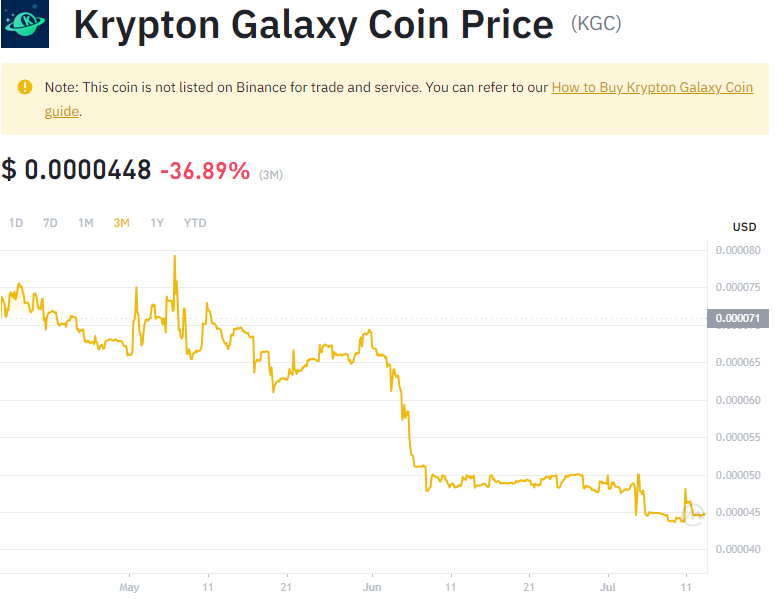 Krypton Galaxy Coin Price (KGC)
Note: This coin is not listed on Binance for trade and service. You can refer to our How to Buy Krypton Galaxy Coin
guide.
$ 0.0000448 -36.89% (3M)
1D 7D 1M 3M 1Y YTD
USD
0.000080
0.000075
0.000071
0.000065
0.000060
0.000055
0.000050
0.000045
0.000040
May 11 21 Jun 11 21 Jul 11